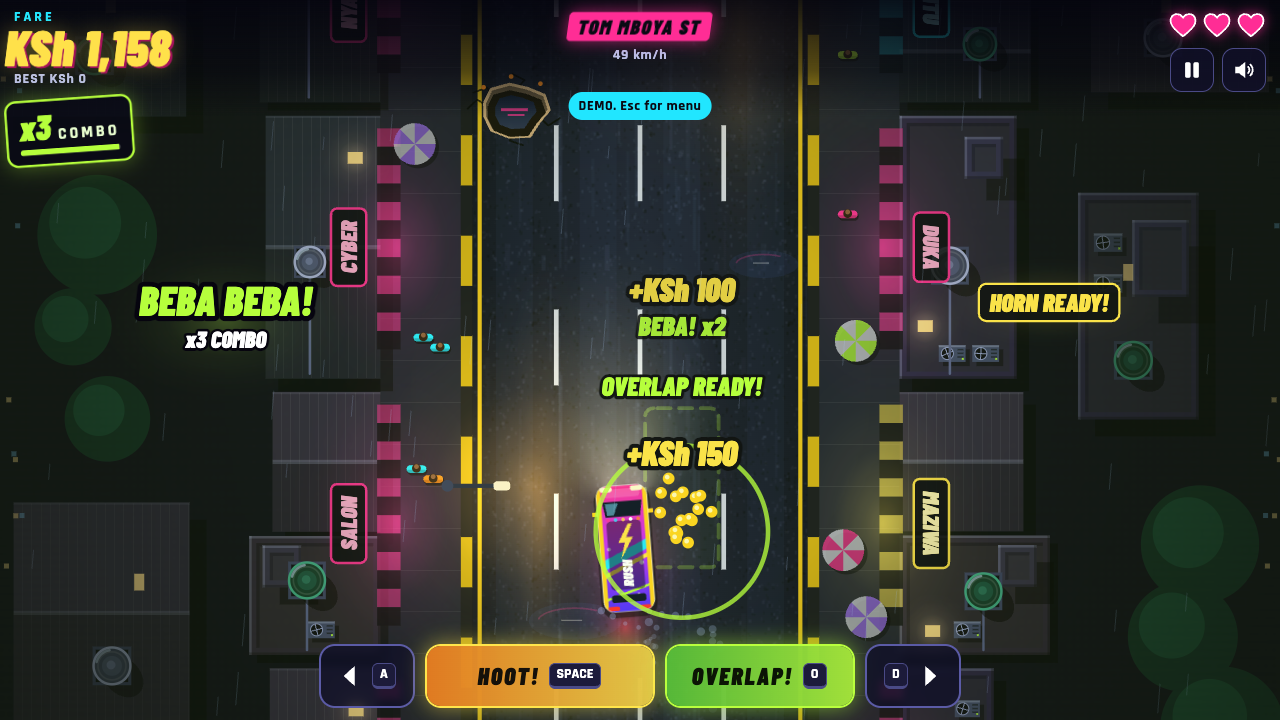 FARE
KSh 1,158
BEST KSh 0
x3 COMBO
TOM MBOYA ST
49 km/h
DEMO. Esc for menu
CYBER
DUKA
BEBA BEBA!
x3 COMBO
+KSh 100
BEBA! x2
HORN READY!
OVERLAP READY!
+KSh 150
SALON
MAZIWA
RUSH
A
HOOT! SPACE
OVERLAP! O
D